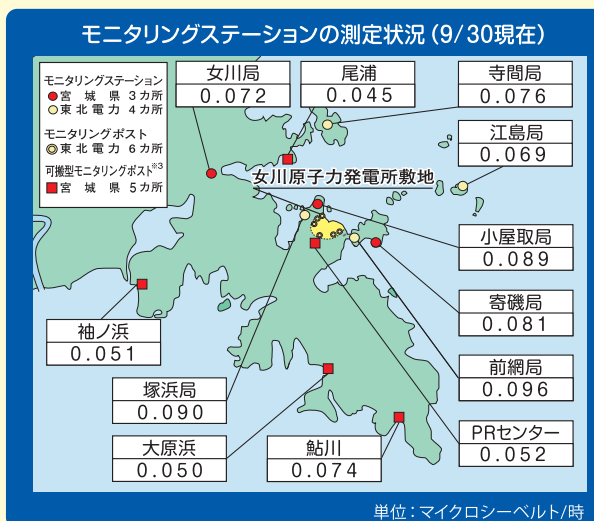 モニタリングステーションの測定状況（9/30現在）
モニタリングステーション
宮城県3カ所
東北電力4カ所
モニタリングポスト
東北電力6カ所
可搬型モニタリングポスト※3
宮城県5カ所
女川局
0.072
尾浦
0.045
寺間局
0.076
江島局
0.069
女川原子力発電所敷地
小屋取局
0.089
寄磯局
0.081
袖ノ浜
0.051
前網局
0.096
塚浜局
0.090
PRセンター
0.052
大原浜
0.050
鮎川
0.074
単位：マイクロシーベルト/時